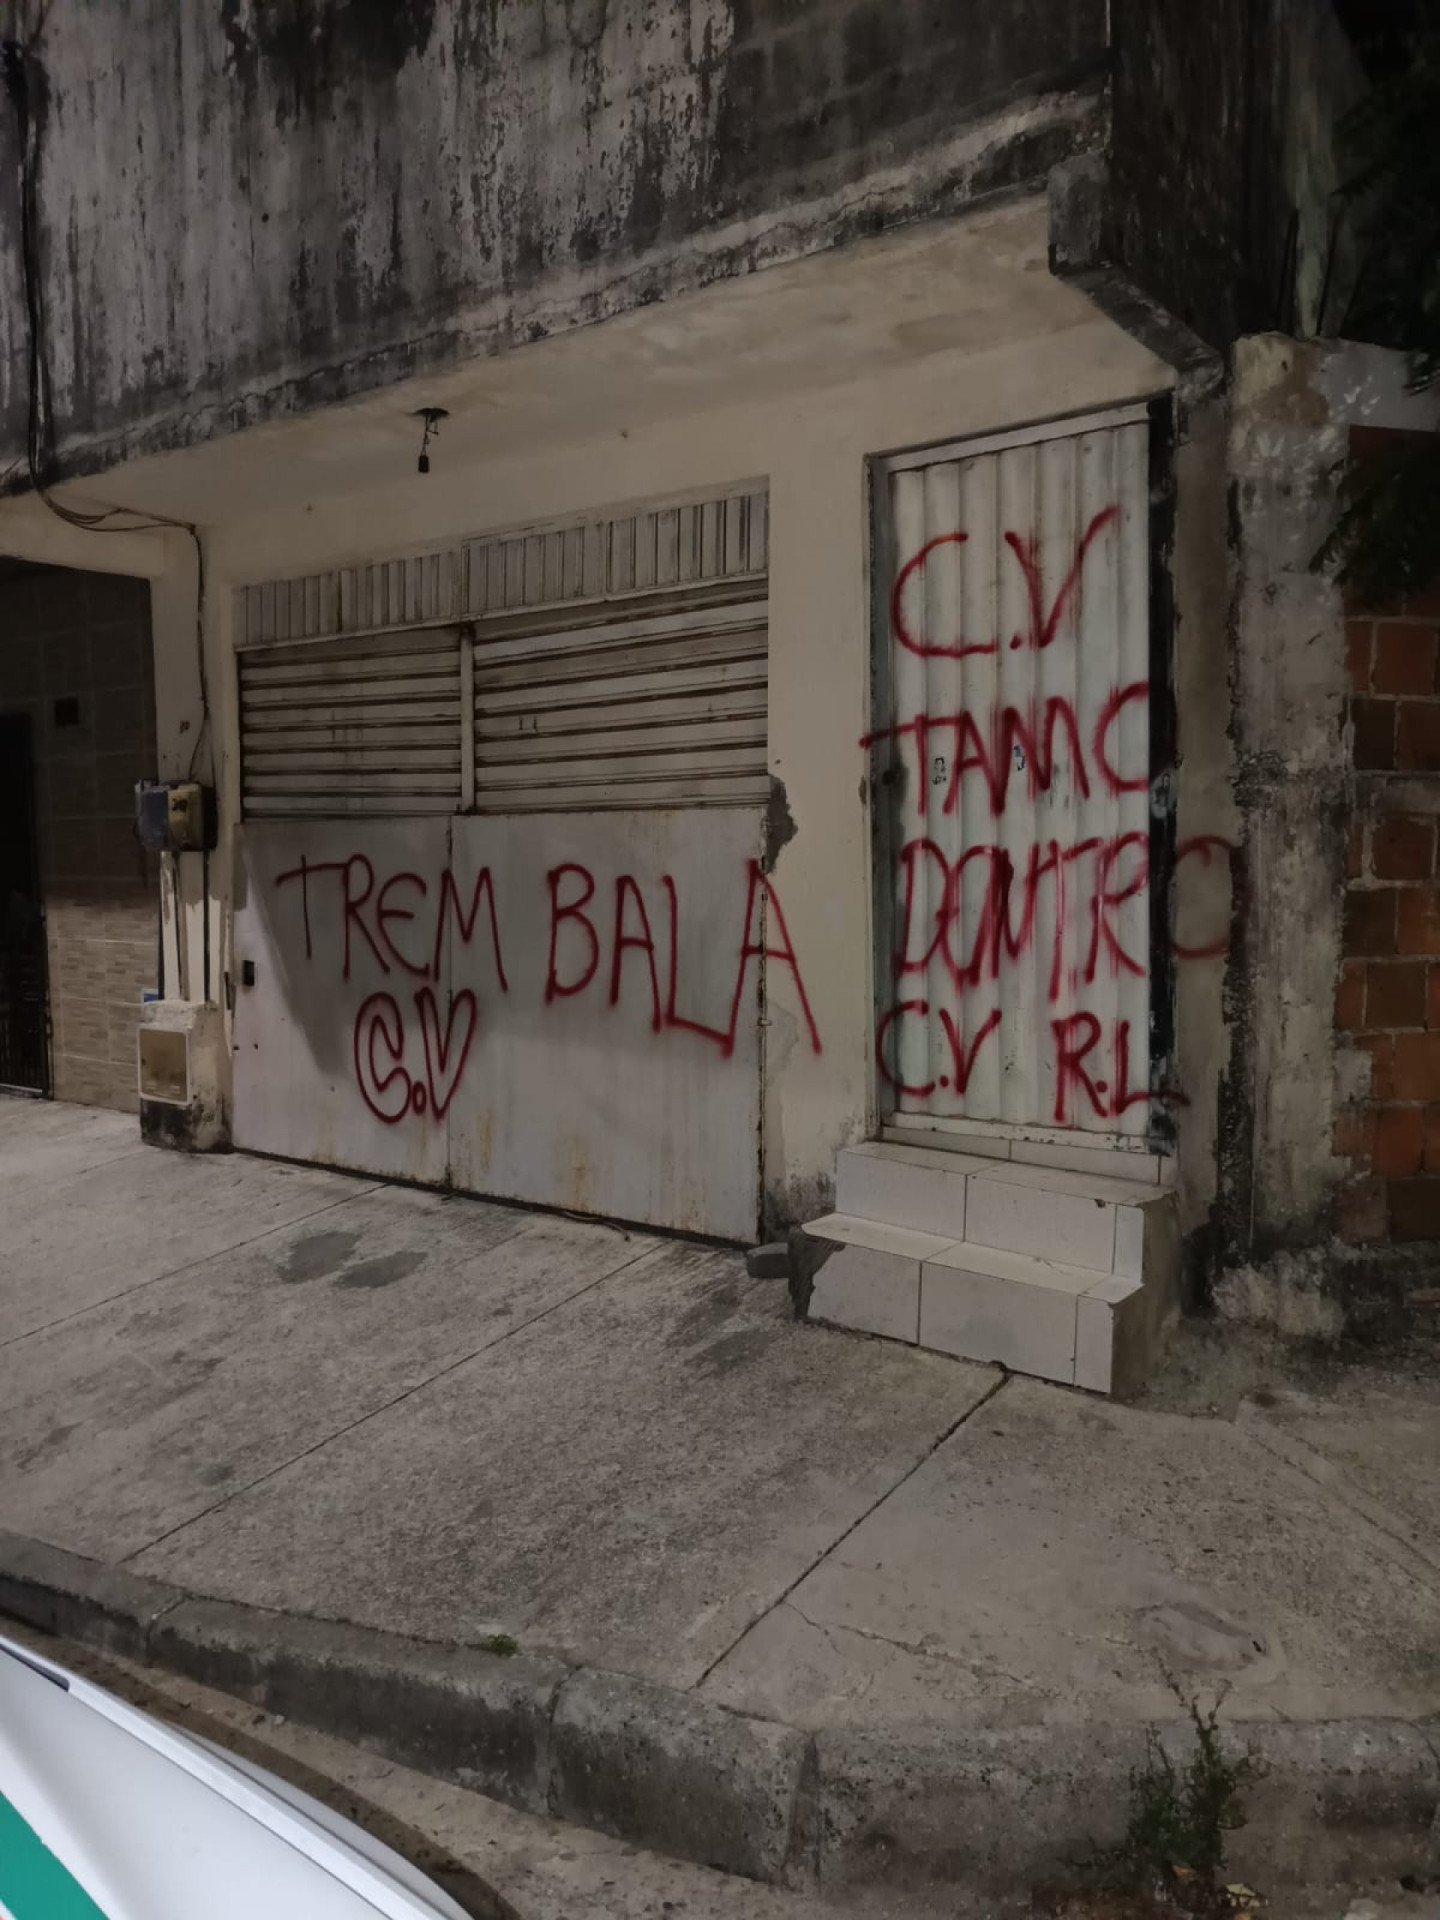 TREM BALA
C.V
C.V
TAMO
DENTRO
C.V R.L